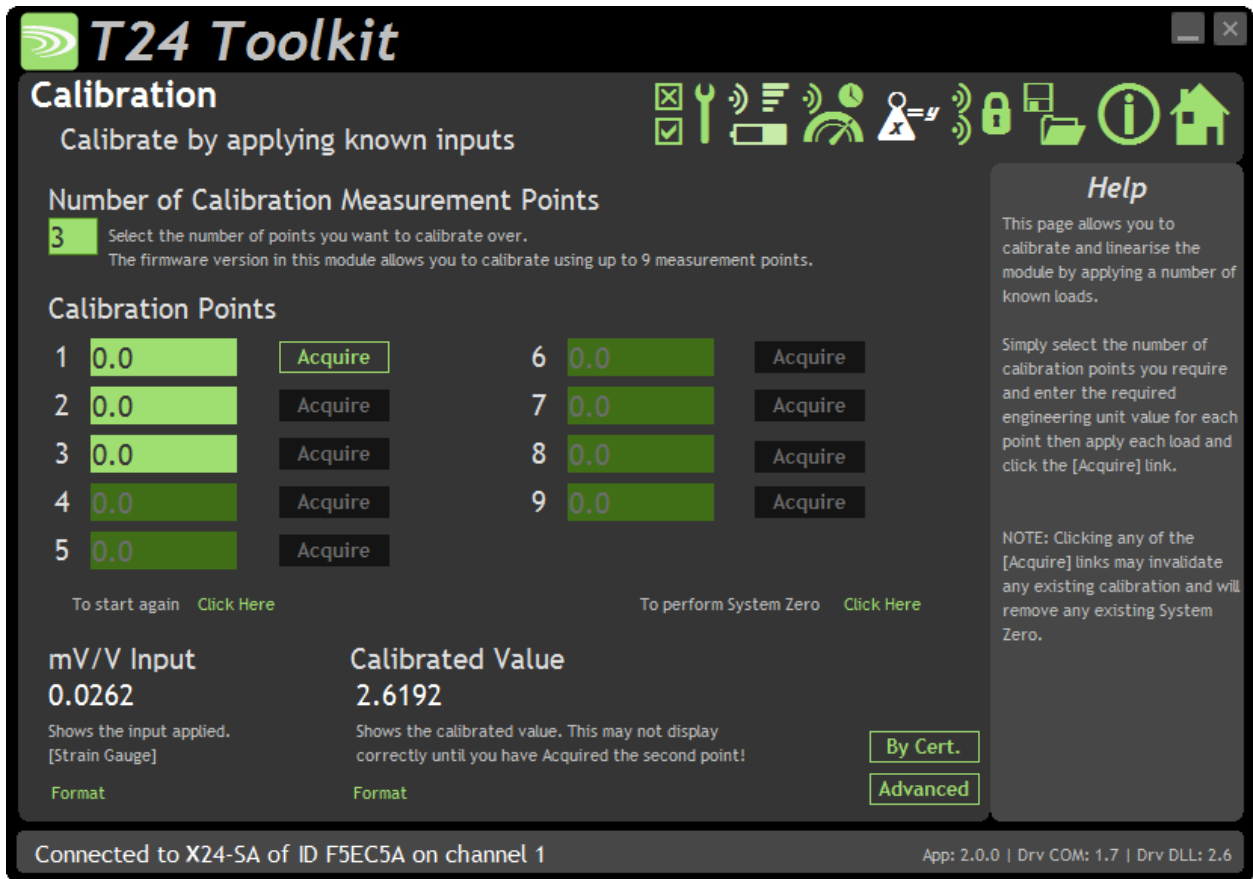 T24 Toolkit
Calibration
Calibrate by applying known inputs
x=y
i
Number of Calibration Measurement Points
3
Select the number of points you want to calibrate over.
The firmware version in this module allows you to calibrate using up to 9 measurement points.
Calibration Points
1 0.0 Acquire
2 0.0 Acquire
3 0.0 Acquire
4 0.0 Acquire
5 0.0 Acquire
6 0.0 Acquire
7 0.0 Acquire
8 0.0 Acquire
9 0.0 Acquire
To start again Click Here
To perform System Zero Click Here
mV/V Input
0.0262
Shows the input applied.
[Strain Gauge]
Format
Calibrated Value
2.6192
Shows the calibrated value. This may not display
correctly until you have Acquired the second point!
Format
By Cert.
Advanced
Help
This page allows you to
calibrate and linearise the
module by applying a number of
known loads.
Simply select the number of
calibration points you require
and enter the required
engineering unit value for each
point then apply each load and
click the [Acquire] link.
NOTE: Clicking any of the
[Acquire] links may invalidate
any existing calibration and will
remove any existing System
Zero.
Connected to X24-SA of ID F5EC5A on channel 1
App: 2.0.0 | Drv COM: 1.7 | Drv DLL: 2.6